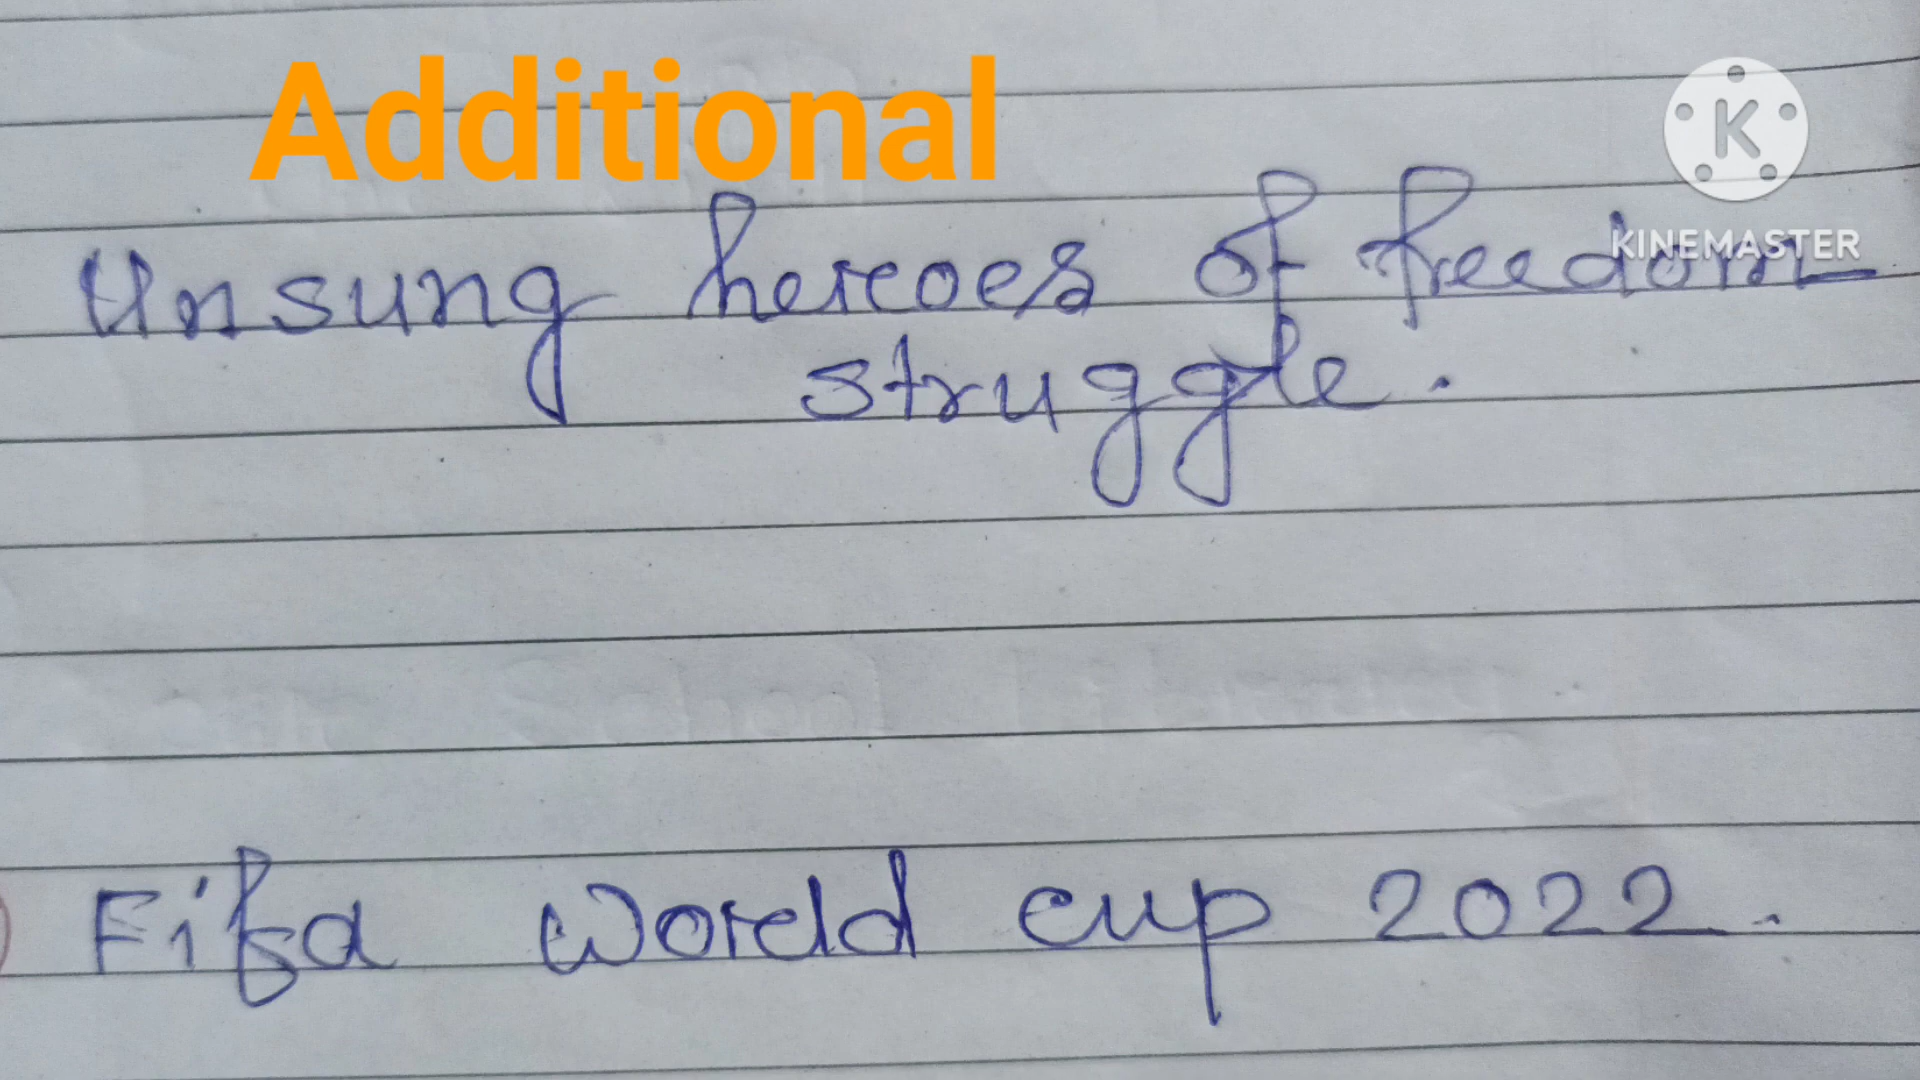 Additional
K
KINEMASTER
Unsung heroes of freedom
struggle.
Fifa World cup 2022.